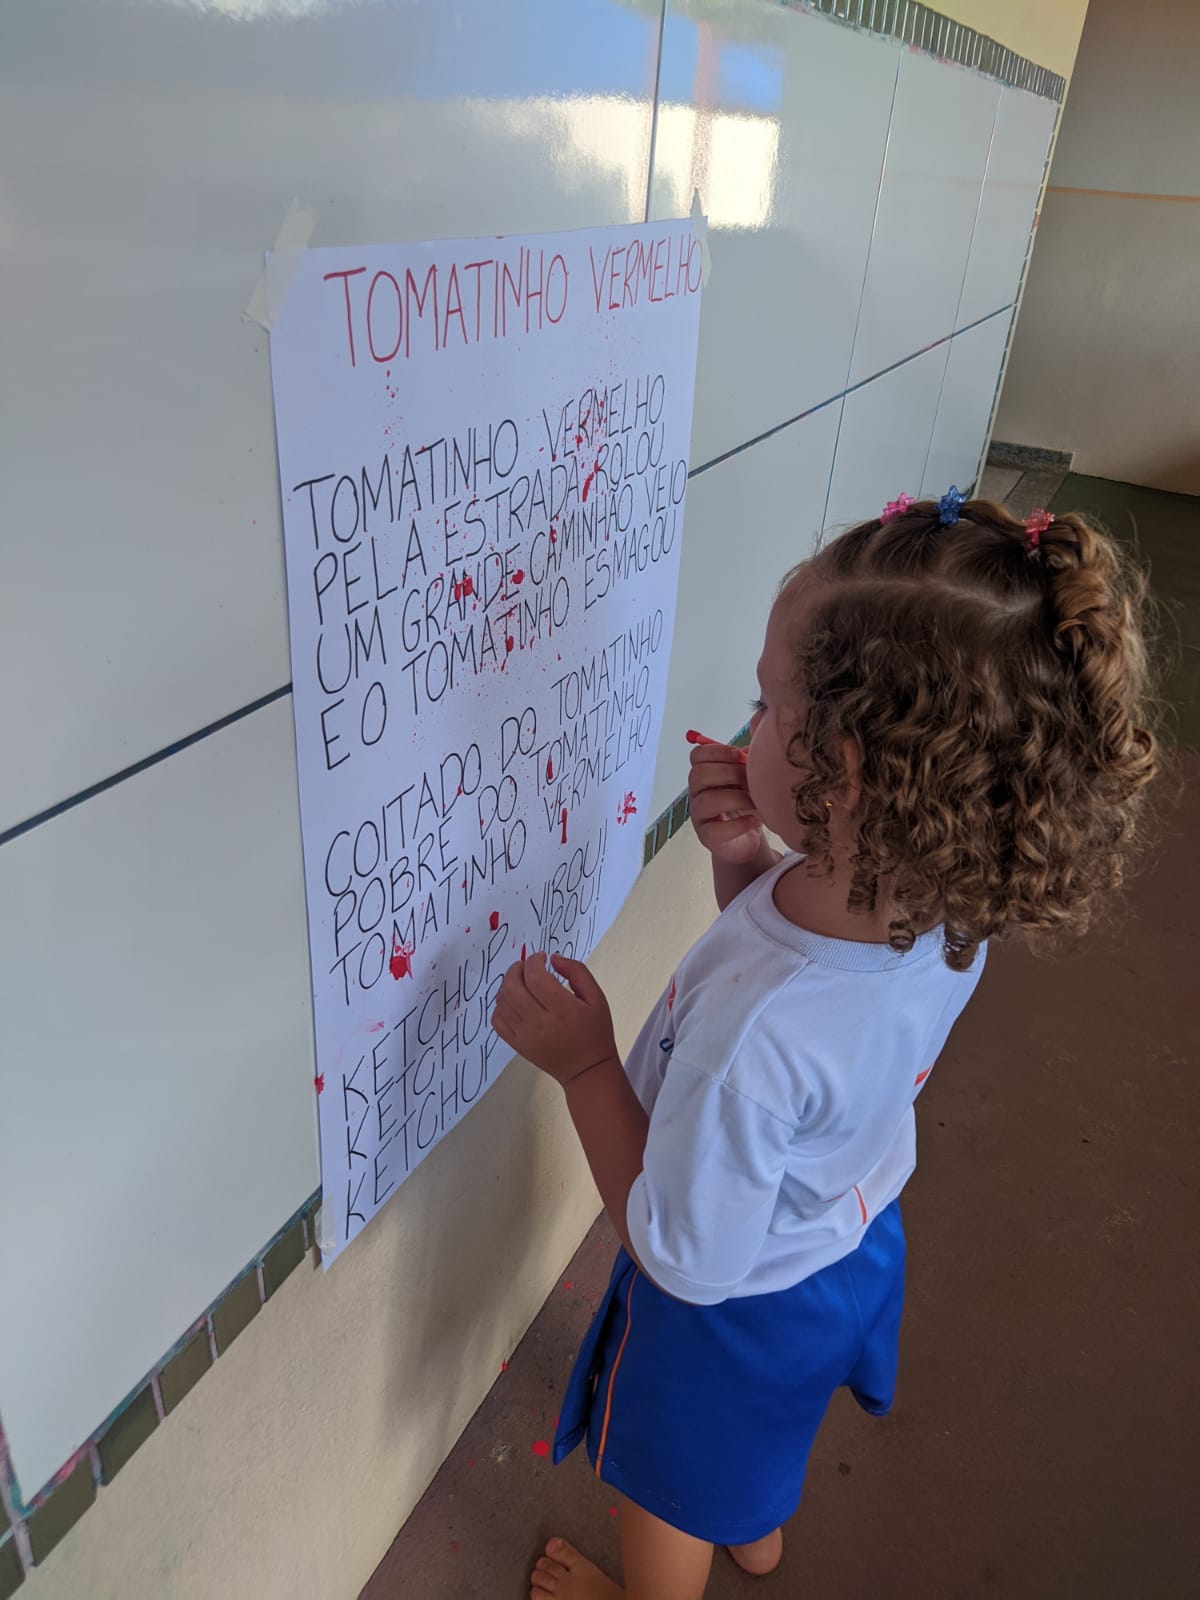 TOMATINHO VERMELHO
TOMATINHO VERMELHO
PELA ESTRADA ROLOU
UM GRANDE CAMINHÃO VEIO
E O TOMATINHO ESMAGOU
COITADO DO TOMATINHO
POBRE DO TOMATINHO
TOMATINHO VERMELHO
KETCHUP VIROU!
KETCHUP VIROU!
KETCHUP